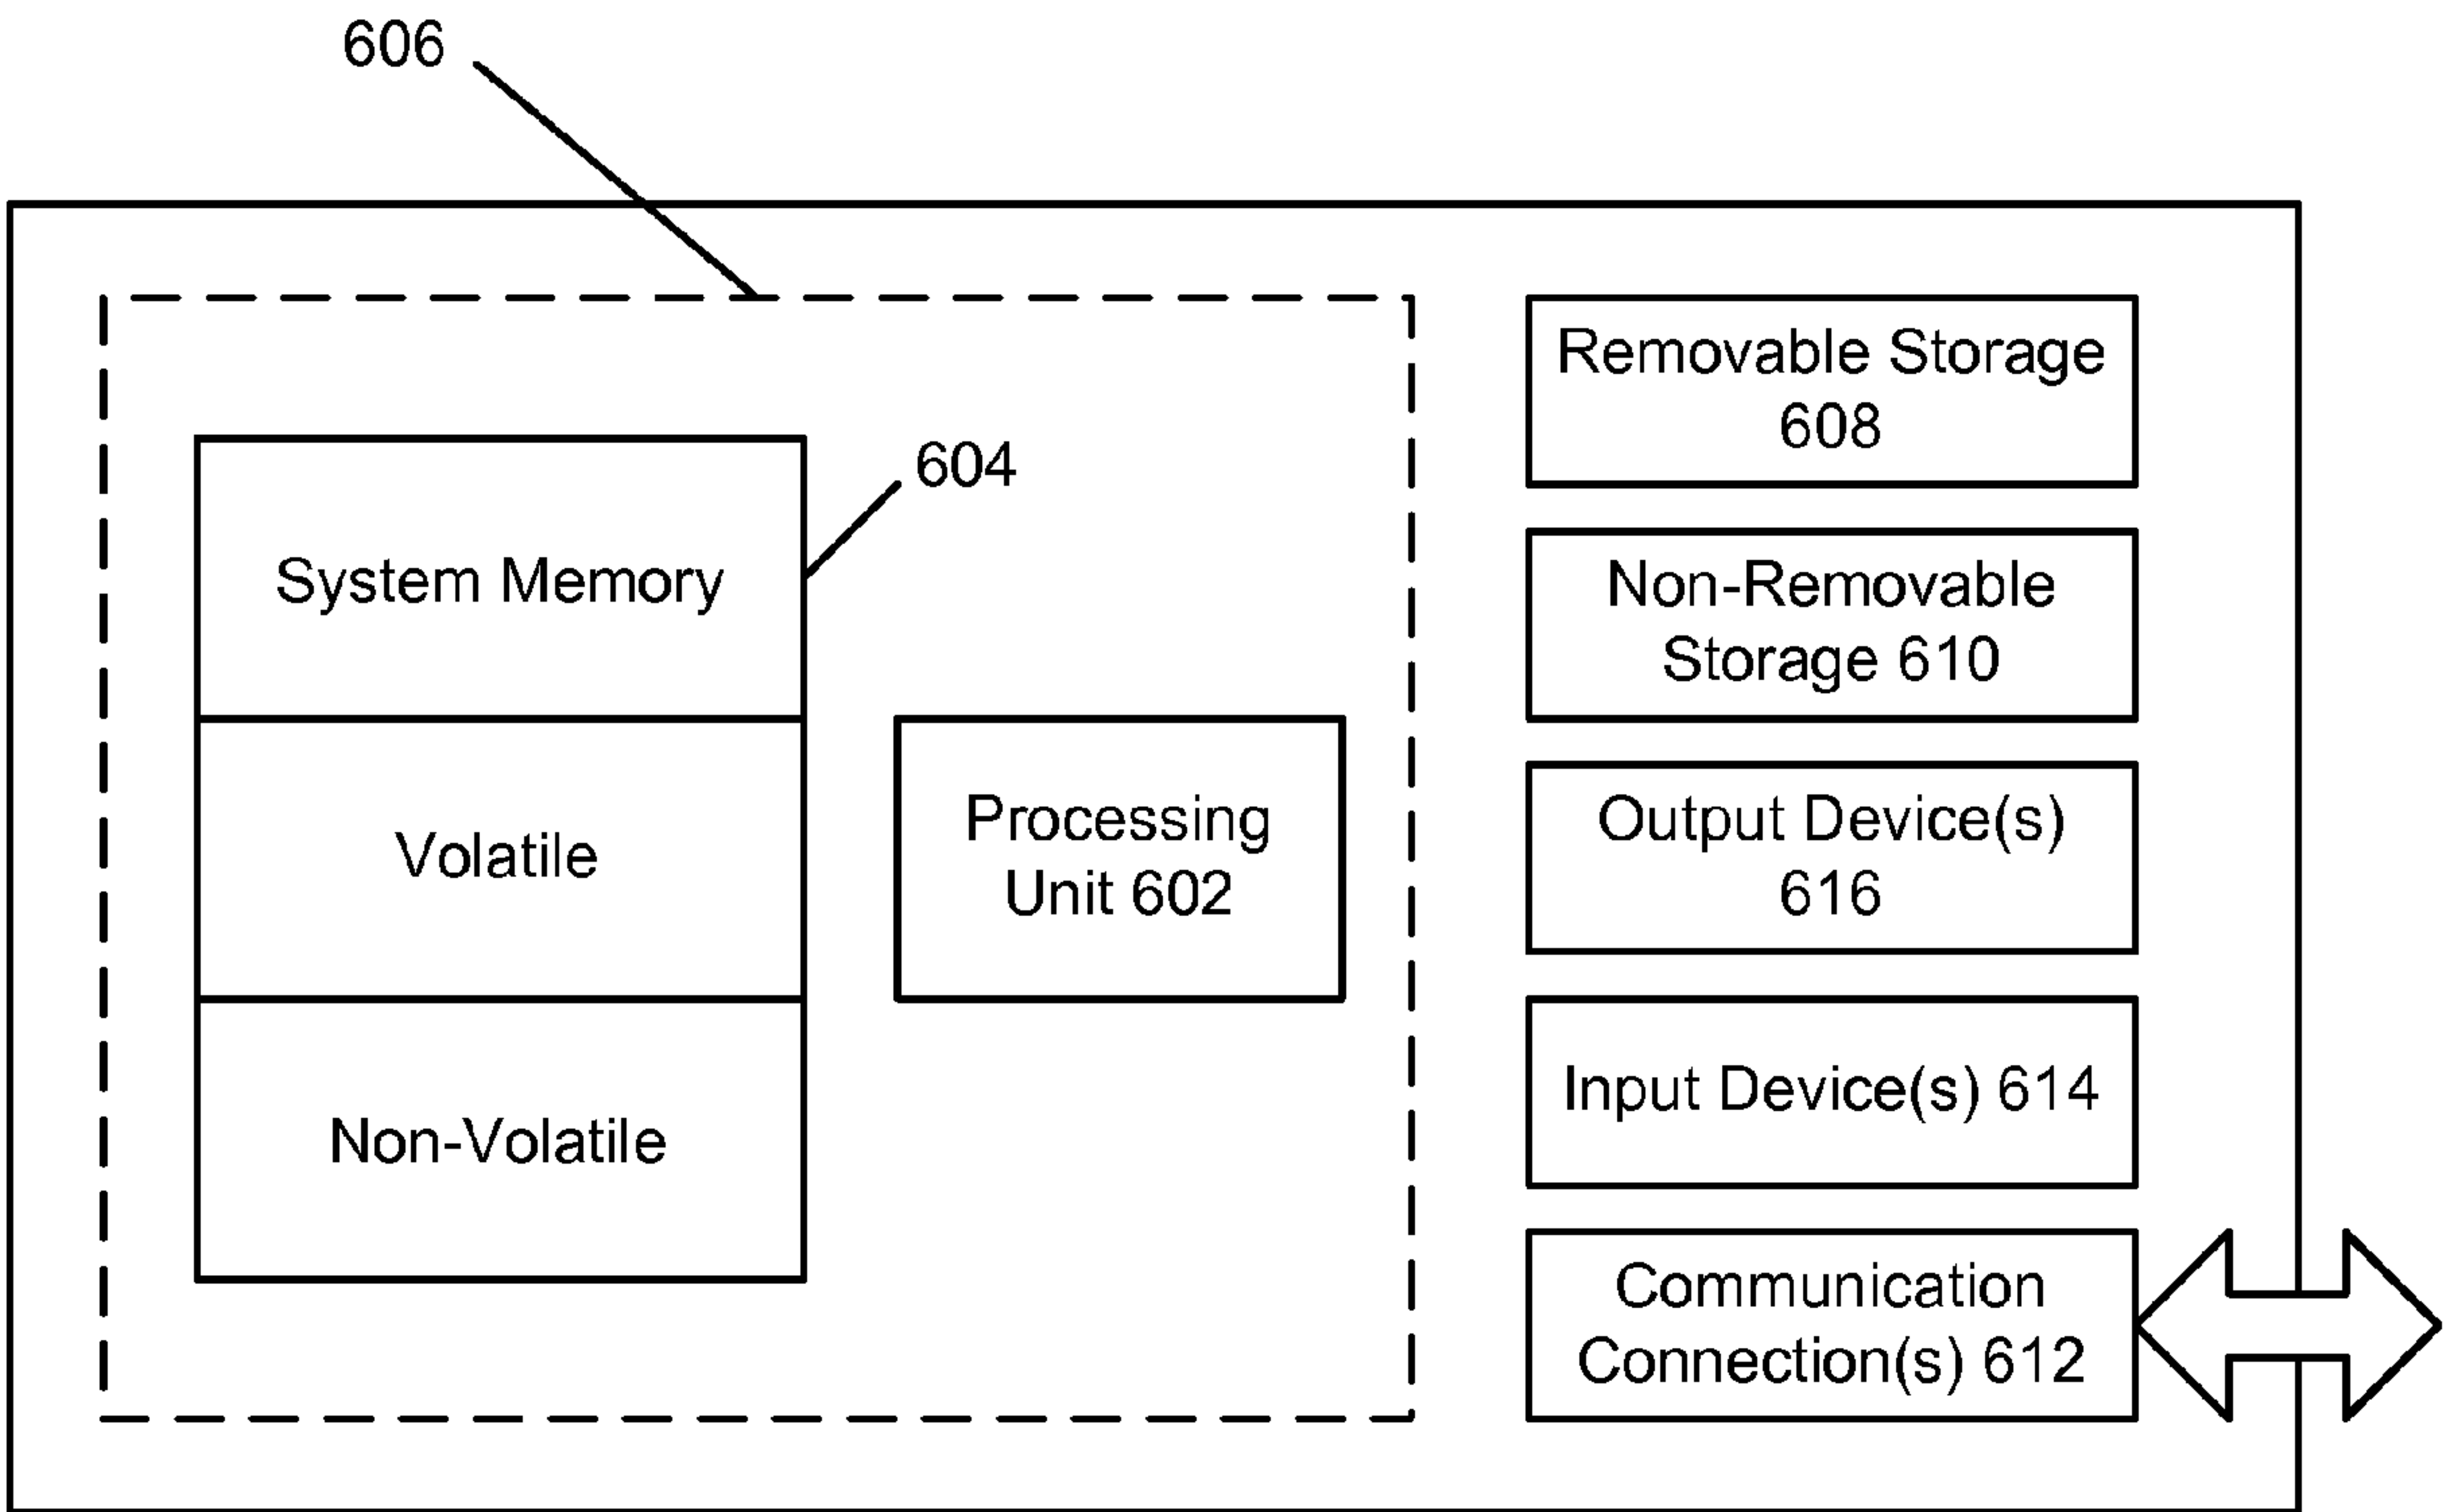 606
604
System Memory
Volatile
Non-Volatile
Processing
Unit 602
Removable Storage
608
Non-Removable
Storage 610
Output Device(s)
616
Input Device(s) 614
Communication
Connection(s) 612